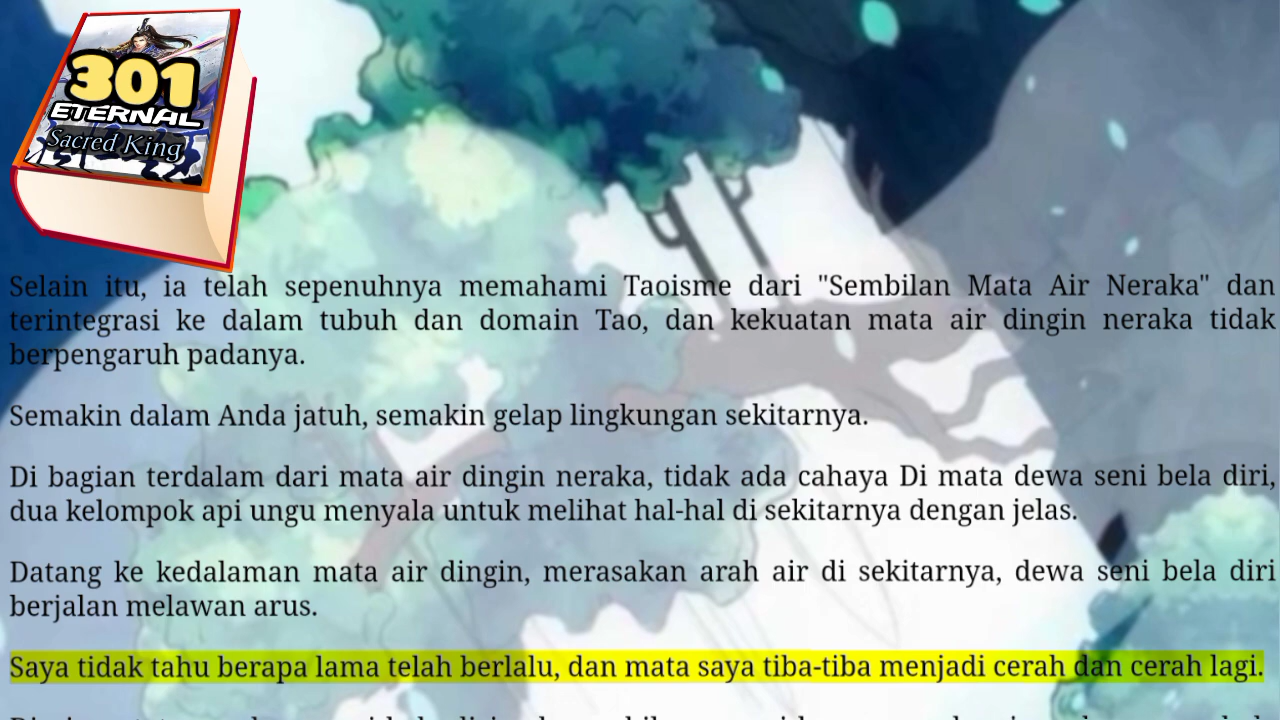 301
ETERNAL
Sacred King
Selain itu, ia telah sepenuhnya memahami Taoisme dari "Sembilan Mata Air Neraka" dan
terintegrasi ke dalam tubuh dan domain Tao, dan kekuatan mata air dingin neraka tidak
berpengaruh padanya.
Semakin dalam Anda jatuh, semakin gelap lingkungan sekitarnya.
Di bagian terdalam dari mata air dingin neraka, tidak ada cahaya Di mata dewa seni bela diri,
dua kelompok api ungu menyala untuk melihat hal-hal di sekitarnya dengan jelas.
Datang ke kedalaman mata air dingin, merasakan arah air di sekitarnya, dewa seni bela diri
berjalan melawan arus.
Saya tidak tahu berapa lama telah berlalu, dan mata saya tiba-tiba menjadi cerah dan cerah lagi.